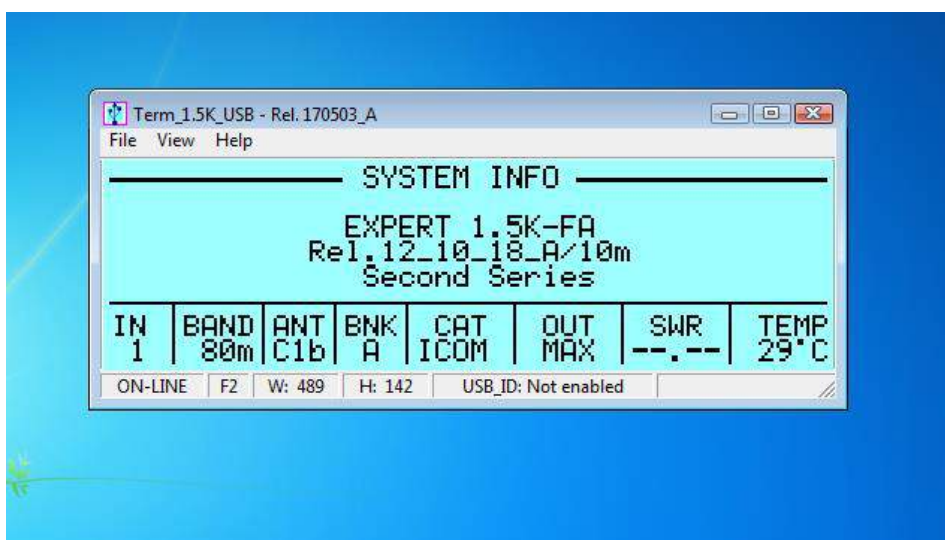 Term_1.5K_USB - Rel. 170503_A
File View Help
SYSTEM INFO
EXPERT 1.5K-FA
Rel.12_10_18_A/10m
Second Series
IN BAND ANT BNK CAT OUT SWR TEMP
1 80m C1b A ICOM MAX --.-- 29°C
ON-LINE F2 W: 489 H: 142 USB_ID: Not enabled